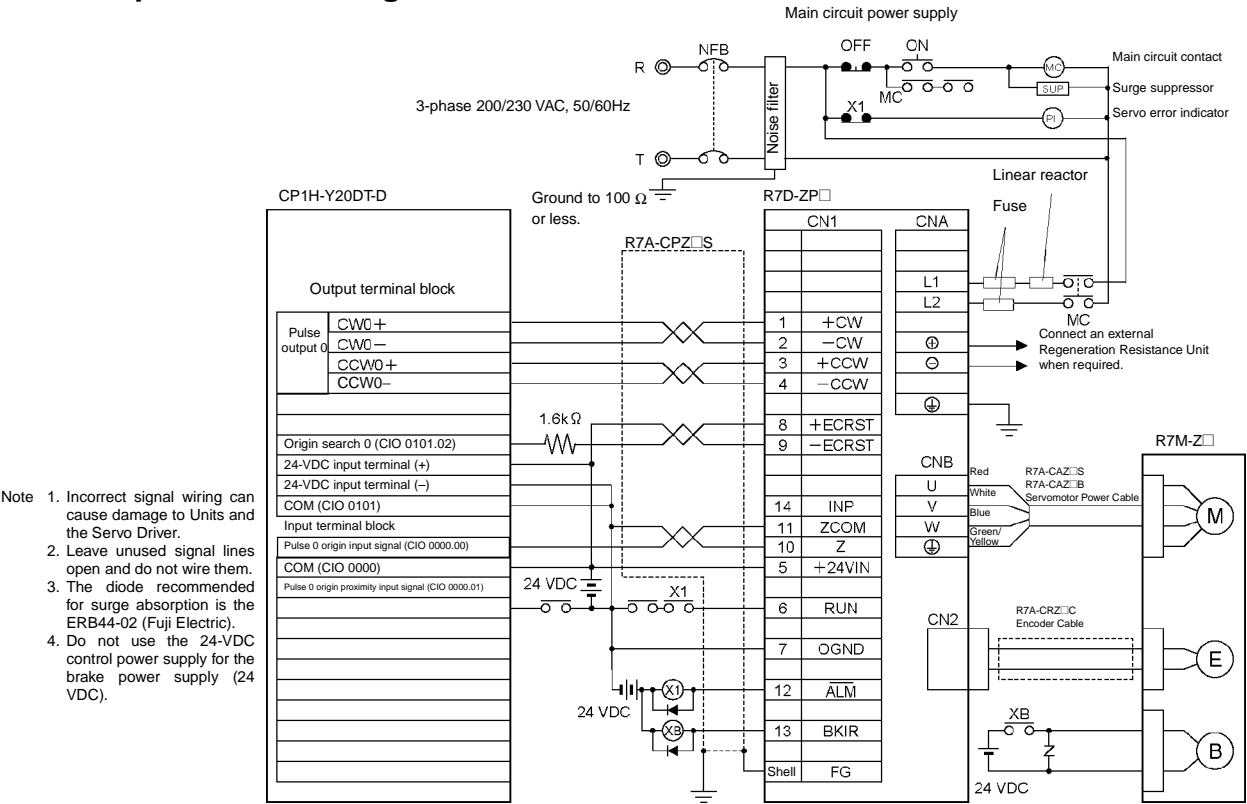 Main circuit power supply
NFB
OFF
ON
R
MC
Main circuit contact
SUP
Surge suppressor
MC
X1
PI
Servo error indicator
3-phase 200/230 VAC, 50/60Hz
Noise filter
T
Linear reactor
Fuse
CP1H-Y20DT-D
Ground to 100 Ω
or less.
R7D-ZP□
R7A-CPZ□S
CN1
CNA
L1
L2
MC
Output terminal block
Pulse
output 0
CW0+
CW0−
CCW0+
CCW0−
1 +CW
2 −CW
3 +CCW
4 −CCW
⊕
⊖
Connect an external
Regeneration Resistance Unit
when required.
1.6kΩ
8 +ECRST
9 −ECRST
Origin search 0 (CIO 0101.02)
24-VDC input terminal (+)
24-VDC input terminal (–)
COM (CIO 0101)
Input terminal block
Pulse 0 origin input signal (CIO 0000.00)
COM (CIO 0000)
Pulse 0 origin proximity input signal (CIO 0000.01)
14 INP
11 ZCOM
10 Z
5 +24VIN
24 VDC
X1
6 RUN
7 OGND
X1
12 ALM
24 VDC
XB
13 BKIR
Shell FG
CNB
U
V
W
Red
White
Blue
Green/
Yellow
R7A-CAZ□S
R7A-CAZ□B
Servomotor Power Cable
R7M-Z□
M
CN2
R7A-CRZ□C
Encoder Cable
E
XB
24 VDC
B
Note 1. Incorrect signal wiring can
cause damage to Units and
the Servo Driver.
2. Leave unused signal lines
open and do not wire them.
3. The diode recommended
for surge absorption is the
ERB44-02 (Fuji Electric).
4. Do not use the 24-VDC
control power supply for the
brake power supply (24
VDC).